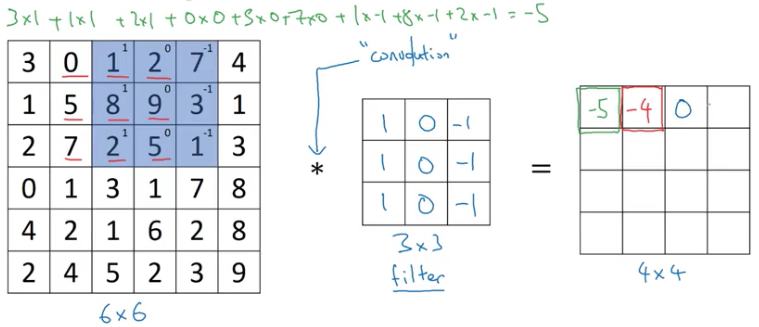 3×1 + 1×1 + 2×1 + 0×0 + 5×0 + 7×0 + 1×-1 + 8×-1 + 2×-1 = -5
"convolution"
3 0 1 1 2 0 7 -1 4
1 5 8 1 9 0 3 -1 1
2 7 2 1 5 0 1 -1 3
0 1 3 1 7 8
4 2 1 6 2 8
2 4 5 2 3 9
6×6
*
1 0 -1
1 0 -1
1 0 -1
3×3
filter
=
-5 -4 0
4×4